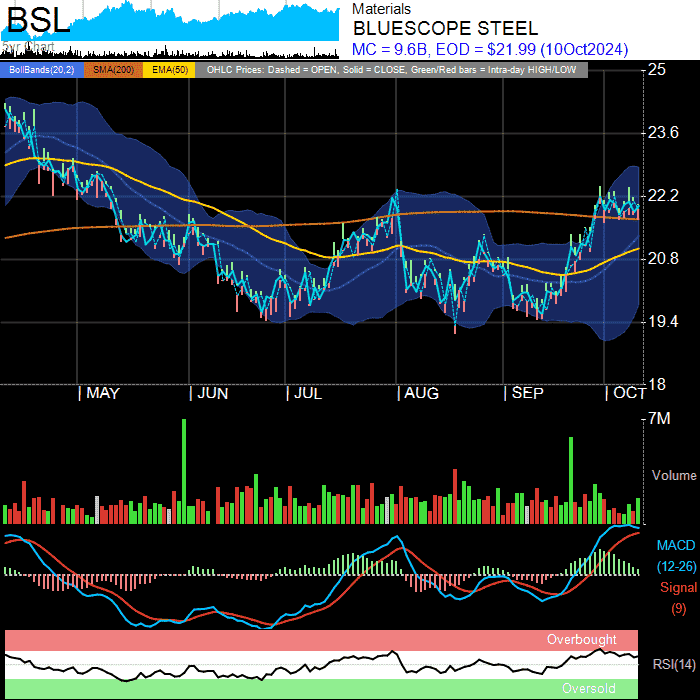 BSL
5yr Chart
Materials
BLUESCOPE STEEL
MC = 9.6B, EOD = $21.99 (10Oct2024)
BollBands(20,2) SMA(200) EMA(50) OHLC Prices: Dashed = OPEN, Solid = CLOSE, Green/Red bars = Intra-day HIGH/LOW
25
23.6
22.2
20.8
19.4
18
| MAY | JUN | JUL | AUG | SEP | OCT
7M
Volume
MACD
(12-26)
Signal
(9)
Overbought
RSI(14)
Oversold